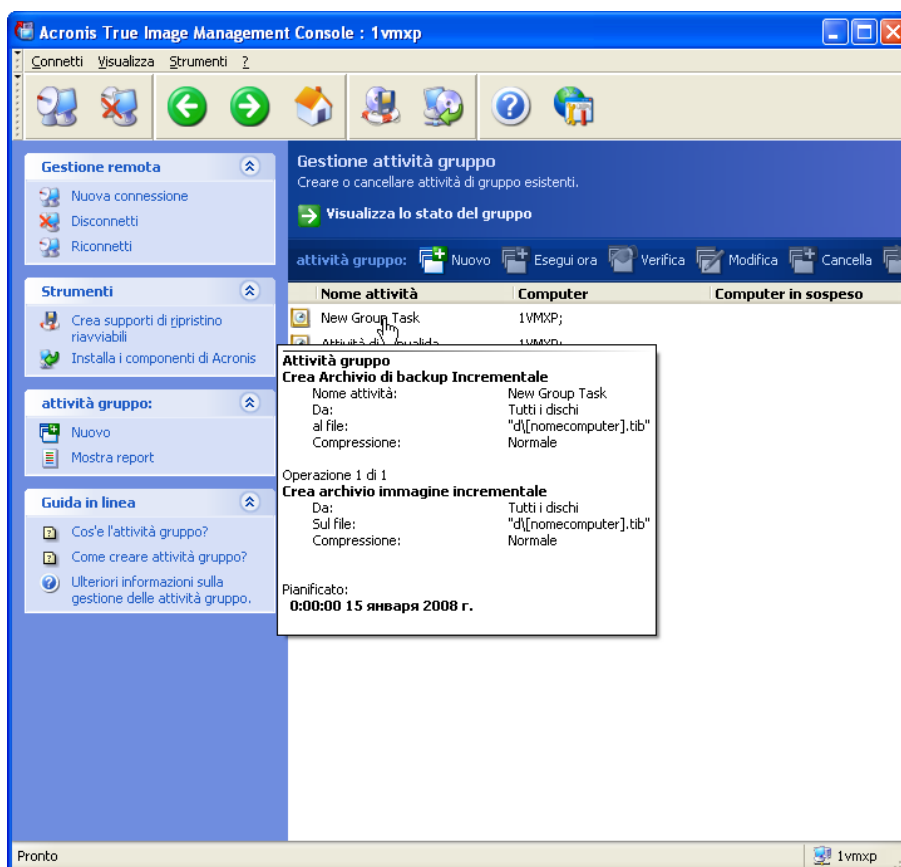 Acronis True Image Management Console : 1vmxp
Connetti Visualizza Strumenti ?
Gestione remota
Nuova connessione
Disconnetti
Riconnetti
Strumenti
Crea supporti di ripristino
riavviabili
Installa i componenti di Acronis
attività gruppo:
Nuovo
Mostra report
Guida in linea
Cos'e l'attività gruppo?
Come creare attività gruppo?
Ulteriori informazioni sulla
gestione delle attività gruppo.
Gestione attività gruppo
Creare o cancellare attività di gruppo esistenti.
Visualizza lo stato del gruppo
attività gruppo: Nuovo Esegui ora Verifica Modifica Cancella
Nome attività Computer Computer in sospeso
New Group Task 1VMXP;
Attività di 1VMXP;
Attività gruppo
Crea Archivio di backup Incrementale
Nome attività: New Group Task
Da: Tutti i dischi
al file: "d\[nomecomputer].tib"
Compressione: Normale
Operazione 1 di 1
Crea archivio immagine incrementale
Da: Tutti i dischi
Sul file: "d\[nomecomputer].tib"
Compressione: Normale
Pianificato:
0:00:00 15 января 2008 г.
Pronto 1vmxp